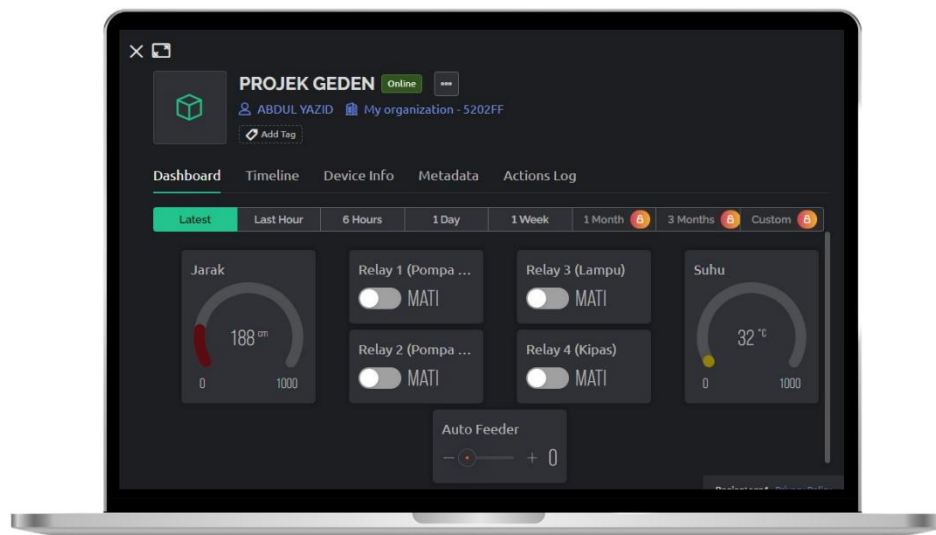 PROJEK GEDEN Online
ABDUL YAZID My organization - 5202FF
Add Tag
Dashboard Timeline Device Info Metadata Actions Log
Latest Last Hour 6 Hours 1 Day 1 Week 1 Month 3 Months Custom
Jarak
188 cm
0 1000
Relay 1 (Pompa ...
MATI
Relay 2 (Pompa ...
MATI
Relay 3 (Lampu)
MATI
Relay 4 (Kipas)
MATI
Suhu
32 °C
0 1000
Auto Feeder
− + 0
Privacy Policy